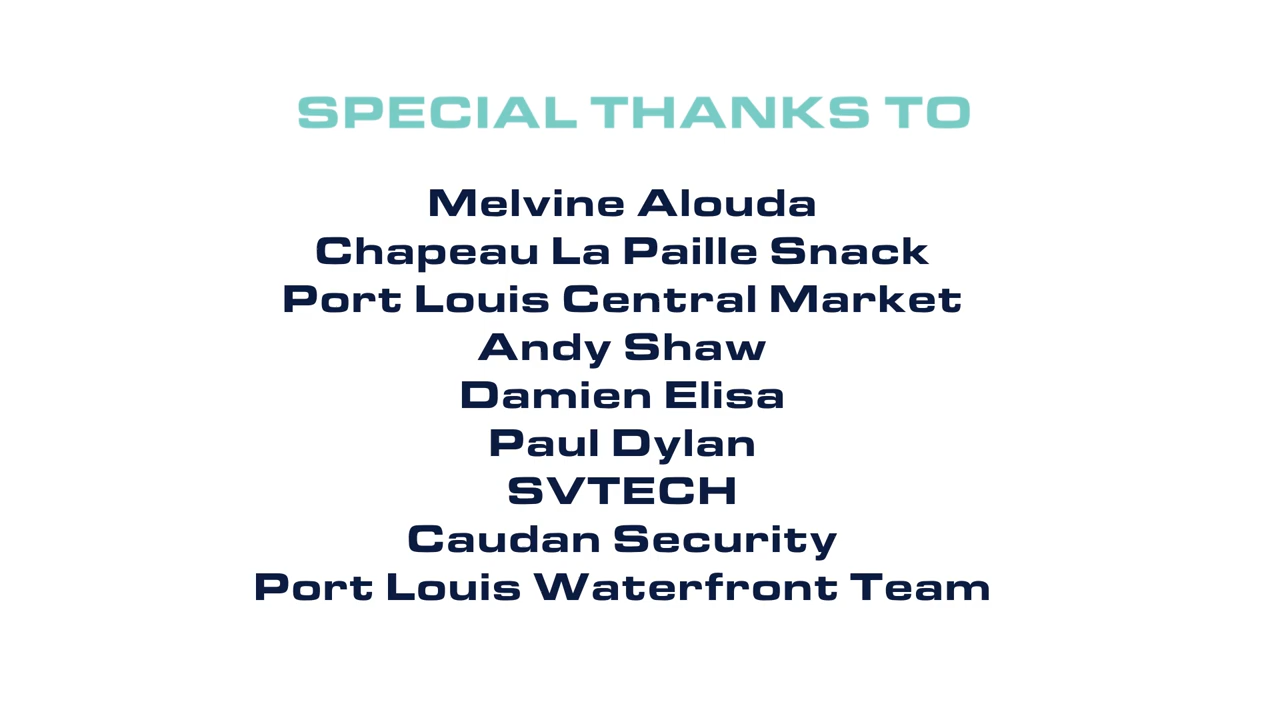 SPECIAL THANKS TO
Melvine Alouda
Chapeau La Paille Snack
Port Louis Central Market
Andy Shaw
Damien Elisa
Paul Dylan
SVTECH
Caudan Security
Port Louis Waterfront Team